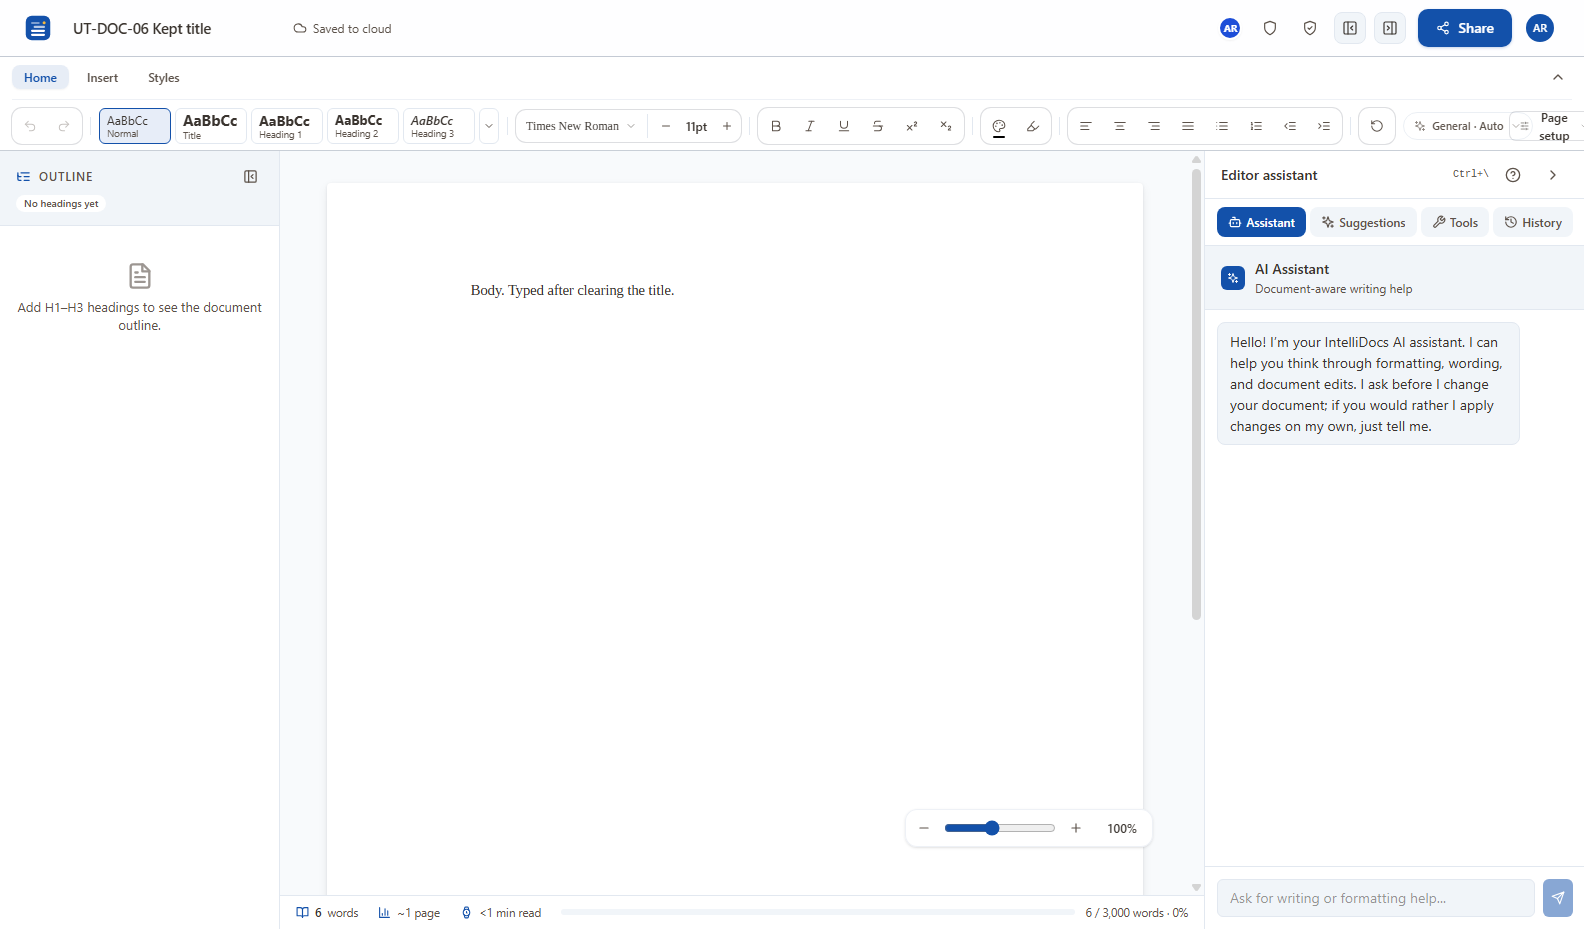 UT-DOC-06 Kept title
Saved to cloud
AR
Share
AR
Home
Insert
Styles
AaBbCc
Normal
AaBbCc
Title
AaBbCc
Heading 1
AaBbCc
Heading 2
AaBbCc
Heading 3
Times New Roman
11pt
General · Auto
Page setup
OUTLINE
No headings yet
Add H1–H3 headings to see the document
outline.
Body. Typed after clearing the title.
100%
6 words
~1 page
<1 min read
6 / 3,000 words · 0%
Editor assistant
Ctrl+\
Assistant
Suggestions
Tools
History
AI Assistant
Document-aware writing help
Hello! I'm your IntelliDocs AI assistant. I can
help you think through formatting, wording,
and document edits. I ask before I change
your document; if you would rather I apply
changes on my own, just tell me.
Ask for writing or formatting help...